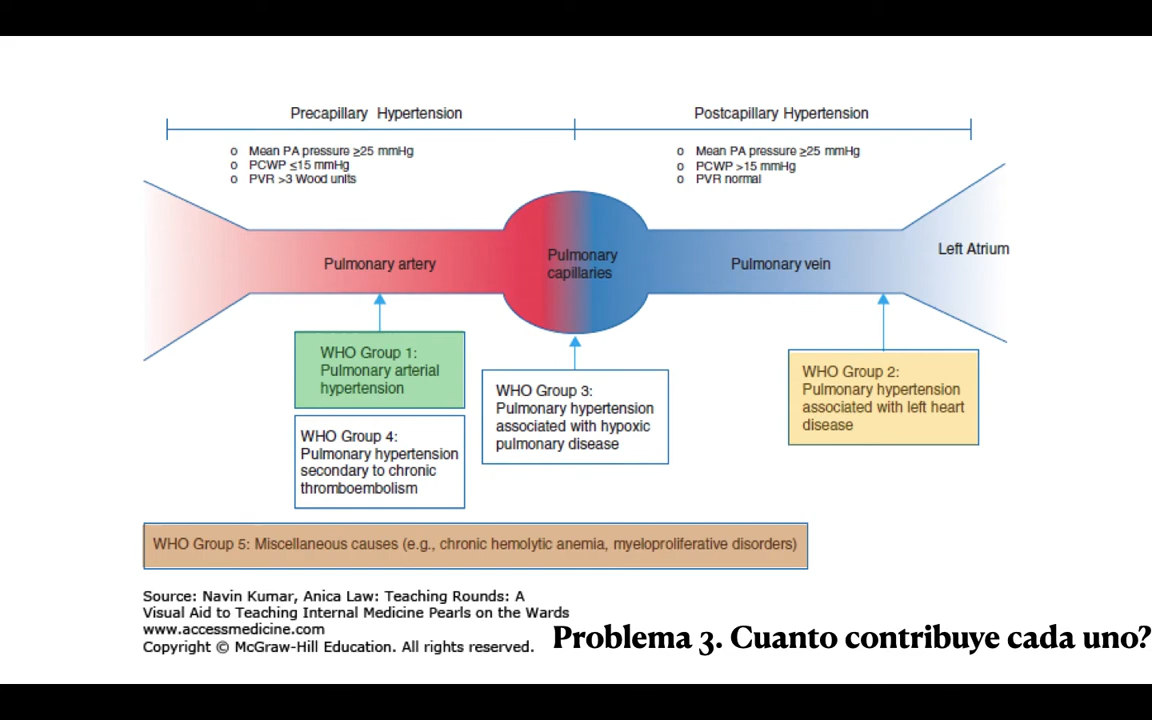 Precapillary Hypertension
Postcapillary Hypertension
o Mean PA pressure ≥25 mmHg
o PCWP ≤15 mmHg
o PVR >3 Wood units
o Mean PA pressure ≥25 mmHg
o PCWP >15 mmHg
o PVR normal
Pulmonary artery
Pulmonary
capillaries
Pulmonary vein
Left Atrium
WHO Group 1:
Pulmonary arterial
hypertension
WHO Group 4:
Pulmonary hypertension
secondary to chronic
thromboembolism
WHO Group 3:
Pulmonary hypertension
associated with hypoxic
pulmonary disease
WHO Group 2:
Pulmonary hypertension
associated with left heart
disease
WHO Group 5: Miscellaneous causes (e.g., chronic hemolytic anemia, myeloproliferative disorders)
Source: Navin Kumar, Anica Law: Teaching Rounds: A
Visual Aid to Teaching Internal Medicine Pearls on the Wards
www.accessmedicine.com
Copyright © McGraw-Hill Education. All rights reserved.
Problema 3. Cuanto contribuye cada uno?